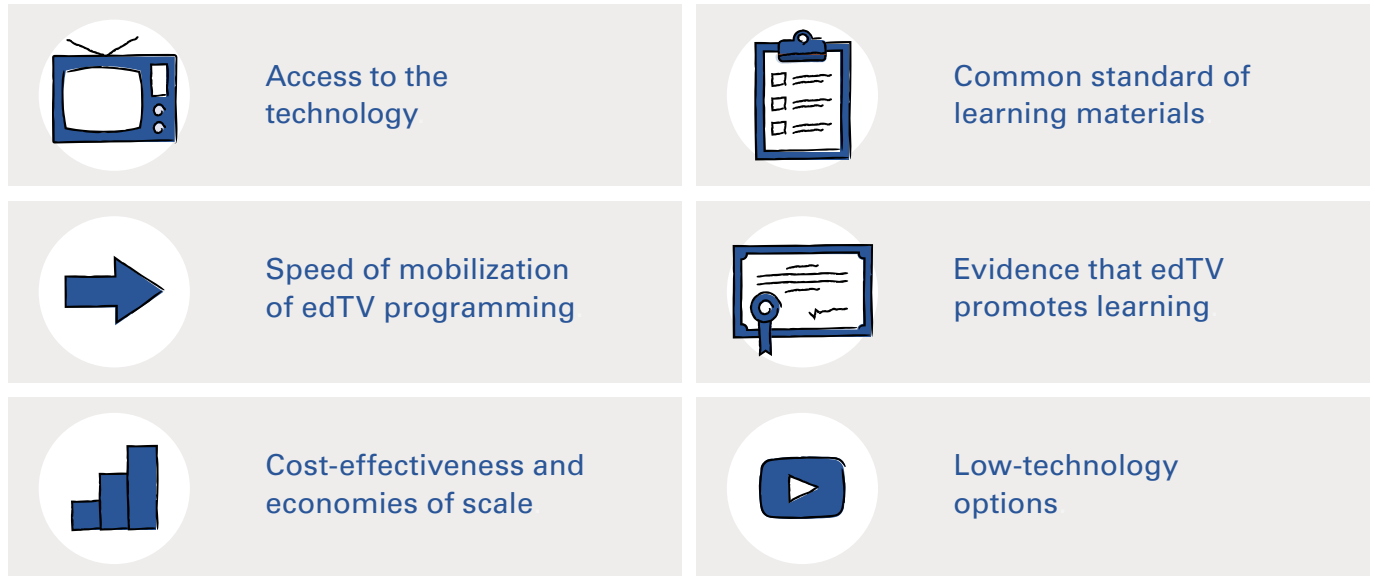 Access to the
technology
Common standard of
learning materials
Speed of mobilization
of edTV programming
Evidence that edTV
promotes learning
Cost-effectiveness and
economies of scale
Low-technology
options